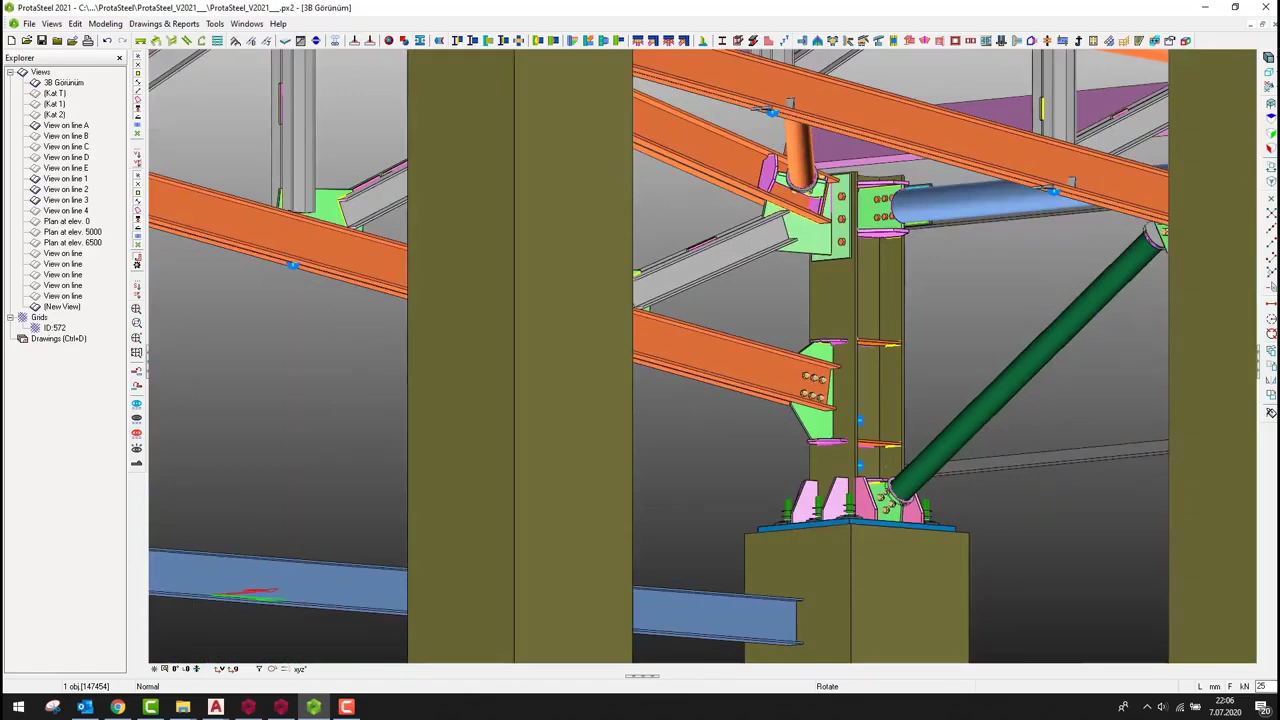 ProtaSteel 2021 - C:\...\ProtaSteel\ProtaSteel_V2021__\ProtaSteel_V2021__.px2 - [3B Görünüm]
File Views Edit Modeling Drawings & Reports Tools Windows Help
Explorer
Views
3B Görünüm
(Kat T)
(Kat 1)
(Kat 2)
View on line A
View on line B
View on line C
View on line D
View on line E
View on line 1
View on line 2
View on line 3
View on line 4
Plan at elev. 0
Plan at elev. 5000
Plan at elev. 6500
View on line
View on line
View on line
View on line
View on line
(New View)
Grids
ID:572
Drawings (Ctrl+D)
xyz°
1 obj.[147454] Normal Rotate L mm F kN 25
22:06
7.07.2020